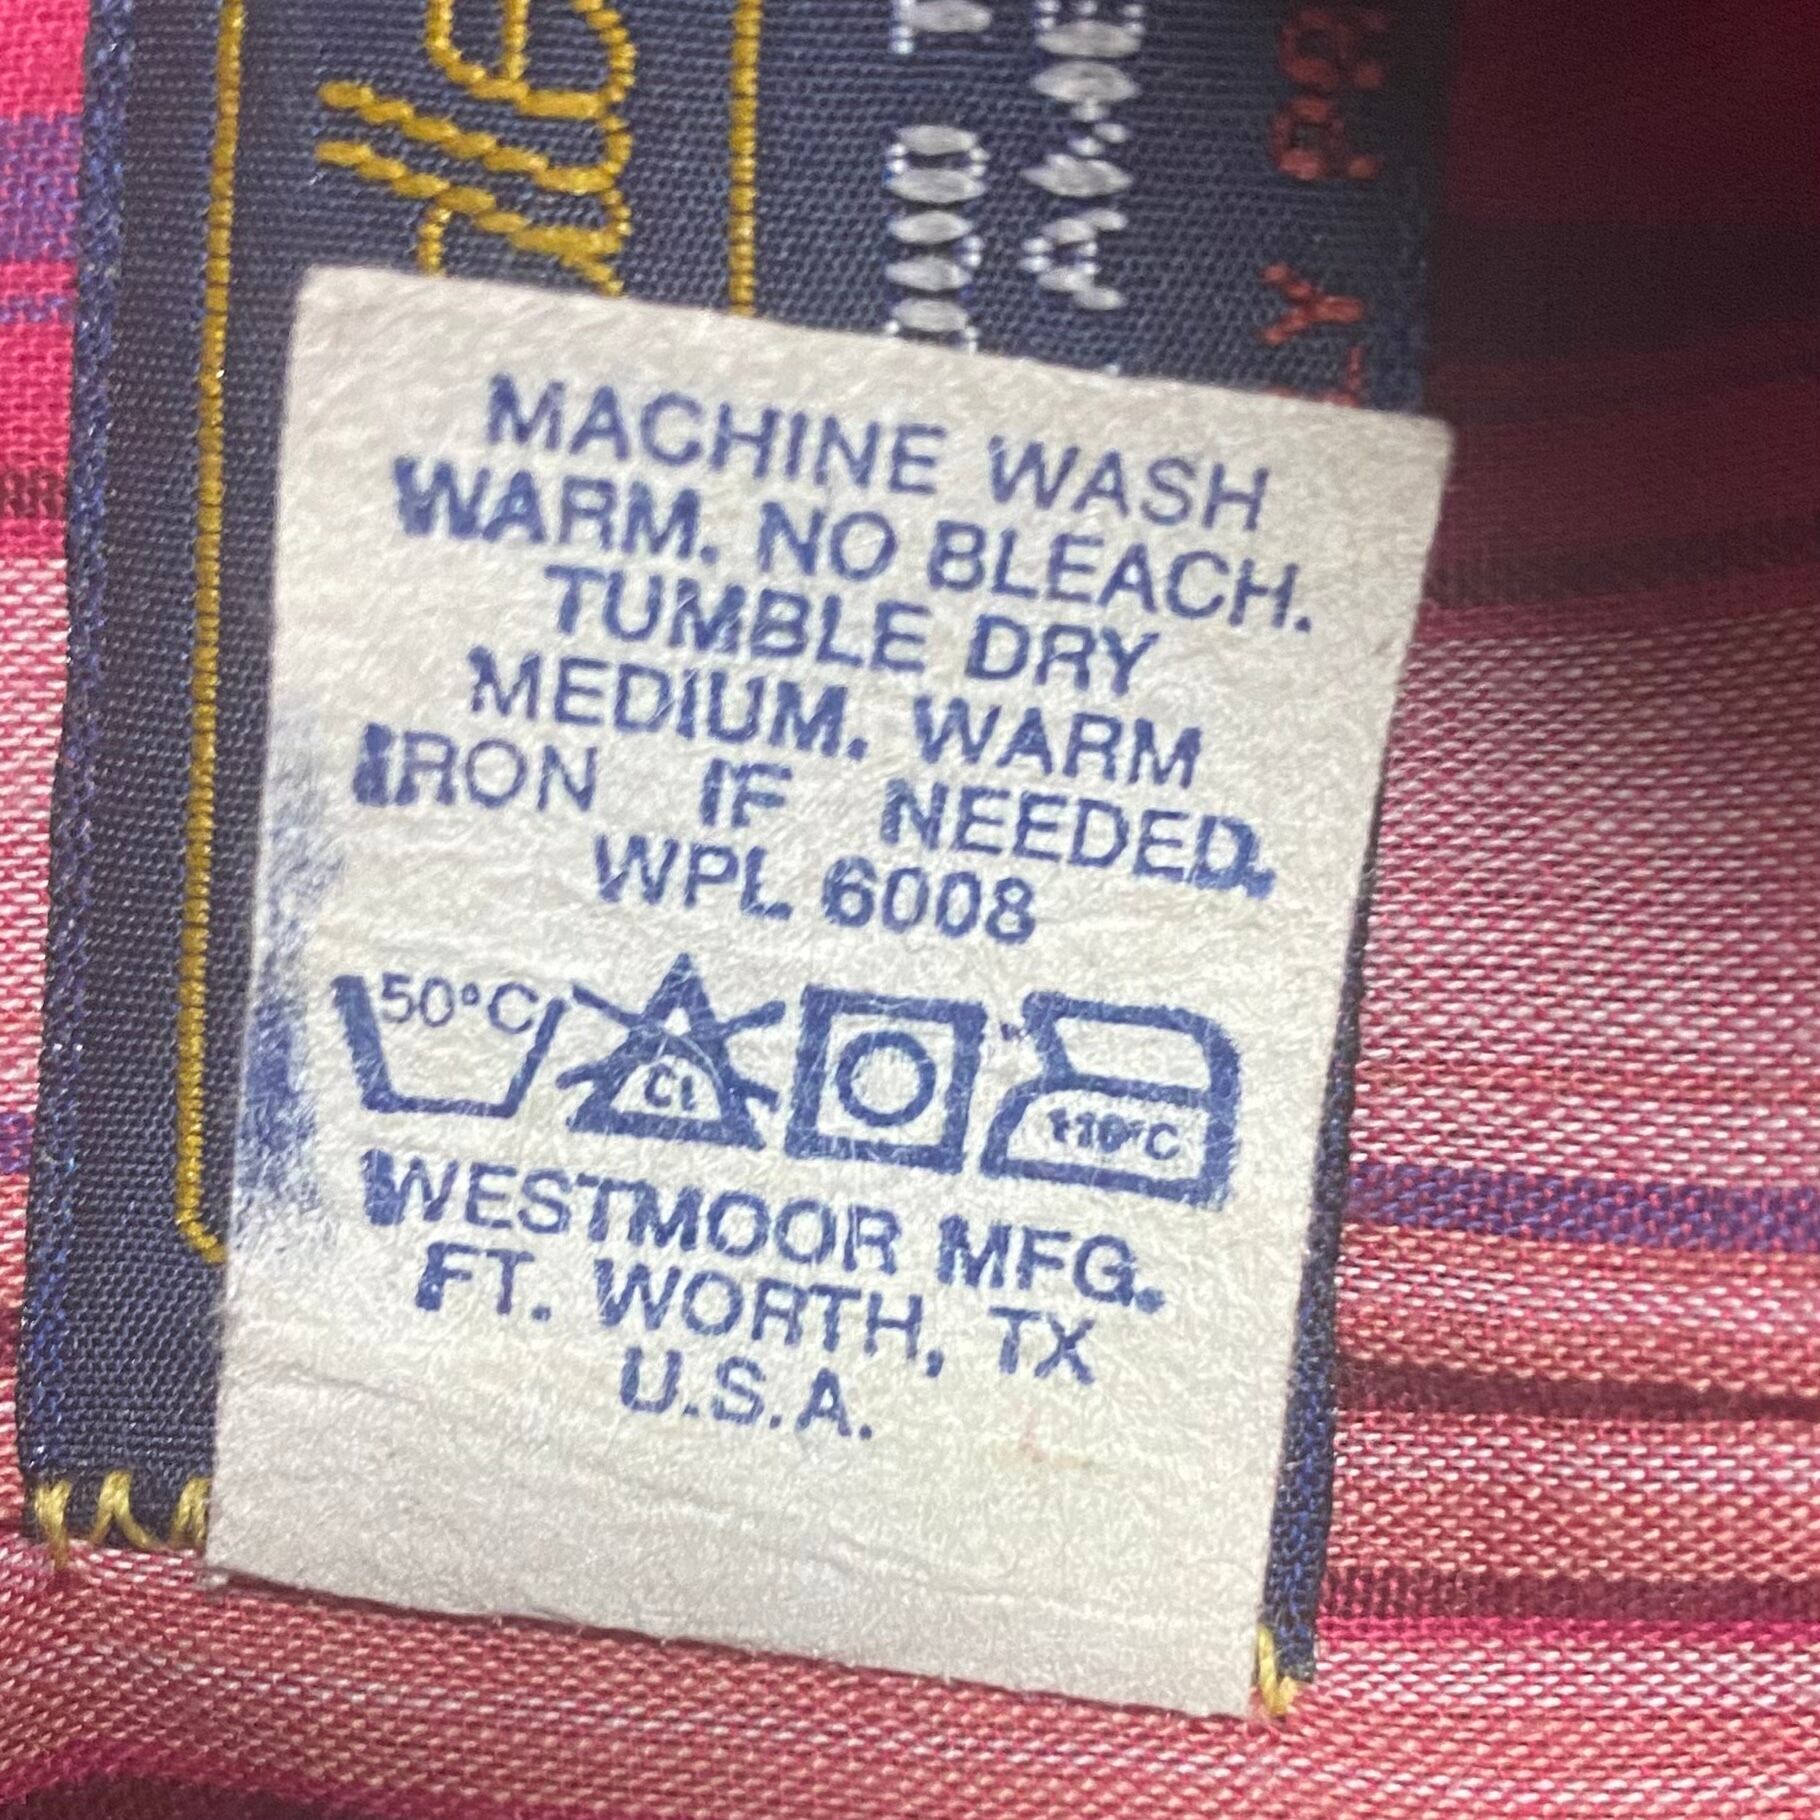 MACHINE WASH
WARM. NO BLEACH.
TUMBLE DRY
MEDIUM. WARM
IRON IF NEEDED.
WPL 6008
50°C
Cl
110°C
WESTMOOR MFG.
FT. WORTH, TX
U.S.A.